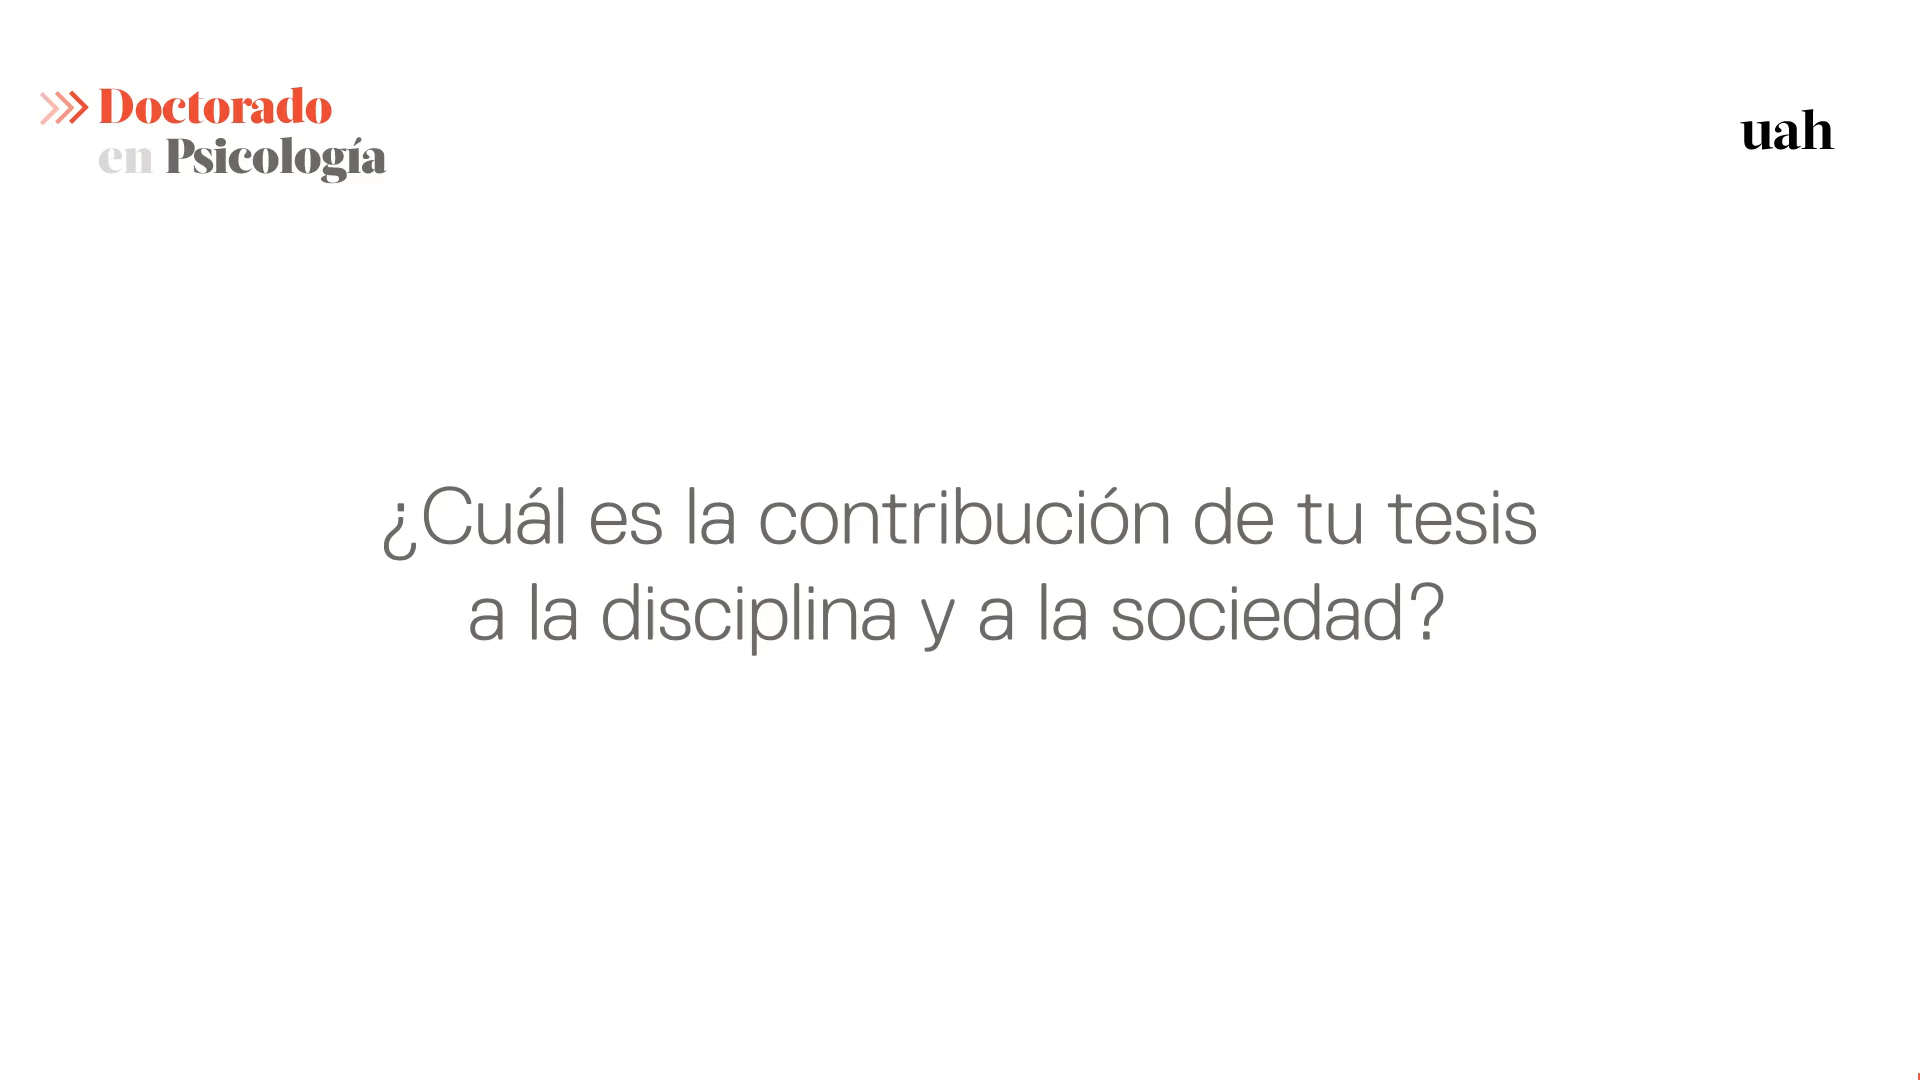 Doctorado
en Psicología
uah
¿Cuál es la contribución de tu tesis
a la disciplina y a la sociedad?